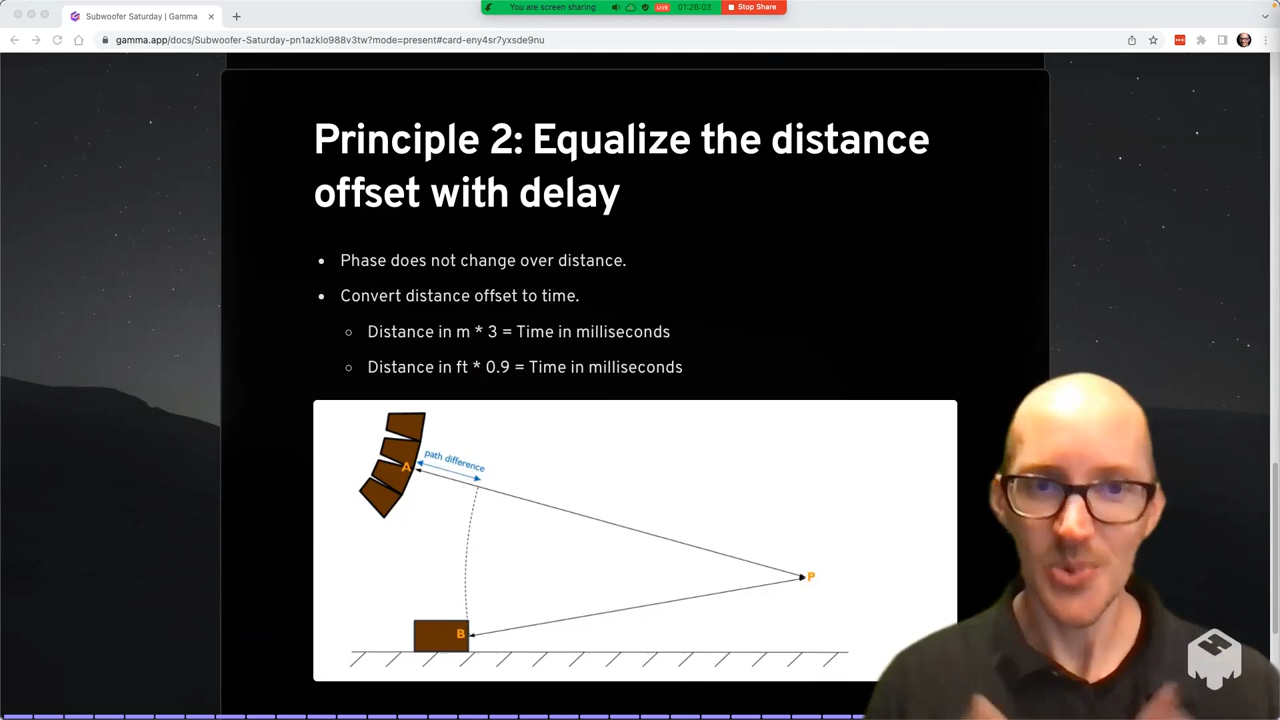 Subwoofer Saturday | Gamma
You are screen sharing
LIVE
01:26:03
Stop Share
gamma.app/docs/Subwoofer-Saturday-pn1azklo988v3tw?mode=present#card-eny4sr7yxsde9nu
Principle 2: Equalize the distance
offset with delay
Phase does not change over distance.
Convert distance offset to time.
Distance in m * 3 = Time in milliseconds
Distance in ft * 0.9 = Time in milliseconds
path difference
A
P
B